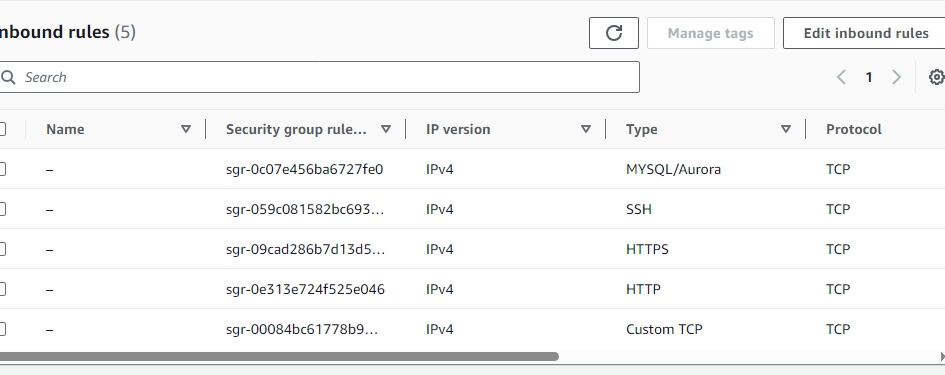 nbound rules (5)
Manage tags
Edit inbound rules
Search
1
Name Security group rule... IP version Type Protocol
– sgr-0c07e456ba6727fe0 IPv4 MYSQL/Aurora TCP
– sgr-059c081582bc693... IPv4 SSH TCP
– sgr-09cad286b7d13d5... IPv4 HTTPS TCP
– sgr-0e313e724f525e046 IPv4 HTTP TCP
– sgr-00084bc61778b9... IPv4 Custom TCP TCP